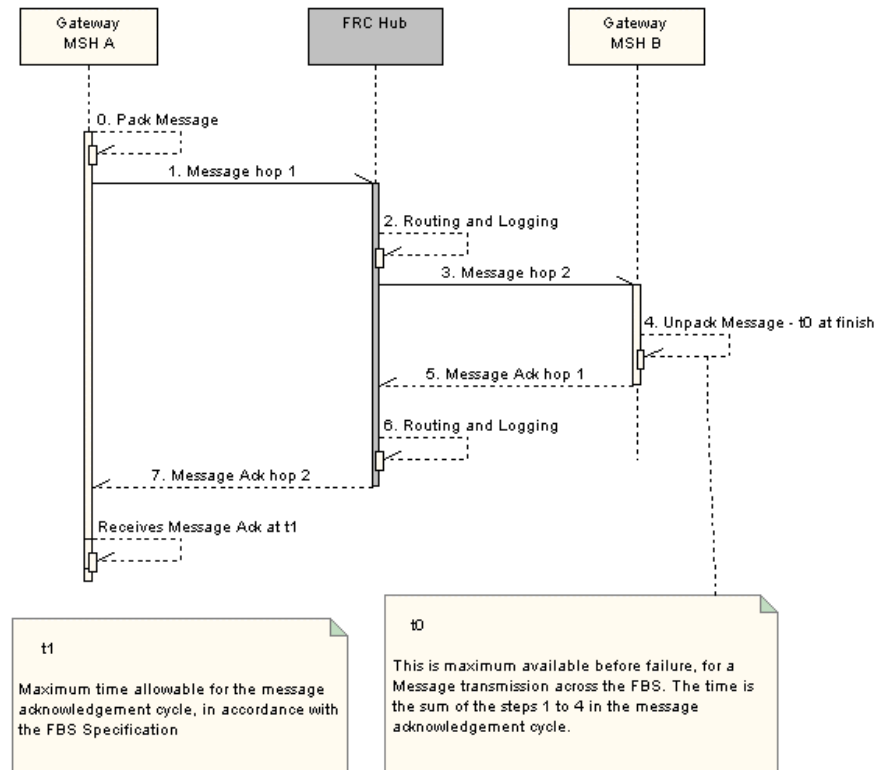 Gateway
MSH A
FRC Hub
Gateway
MSH B
0. Pack Message
1. Message hop 1
2. Routing and Logging
3. Message hop 2
4. Unpack Message - t0 at finish
5. Message Ack hop 1
6. Routing and Logging
7. Message Ack hop 2
Receives Message Ack at t1
t1
Maximum time allowable for the message
acknowledgement cycle, in accordance with
the FBS Specification
t0
This is maximum available before failure, for a
Message transmission across the FBS. The time is
the sum of the steps 1 to 4 in the message
acknowledgement cycle.